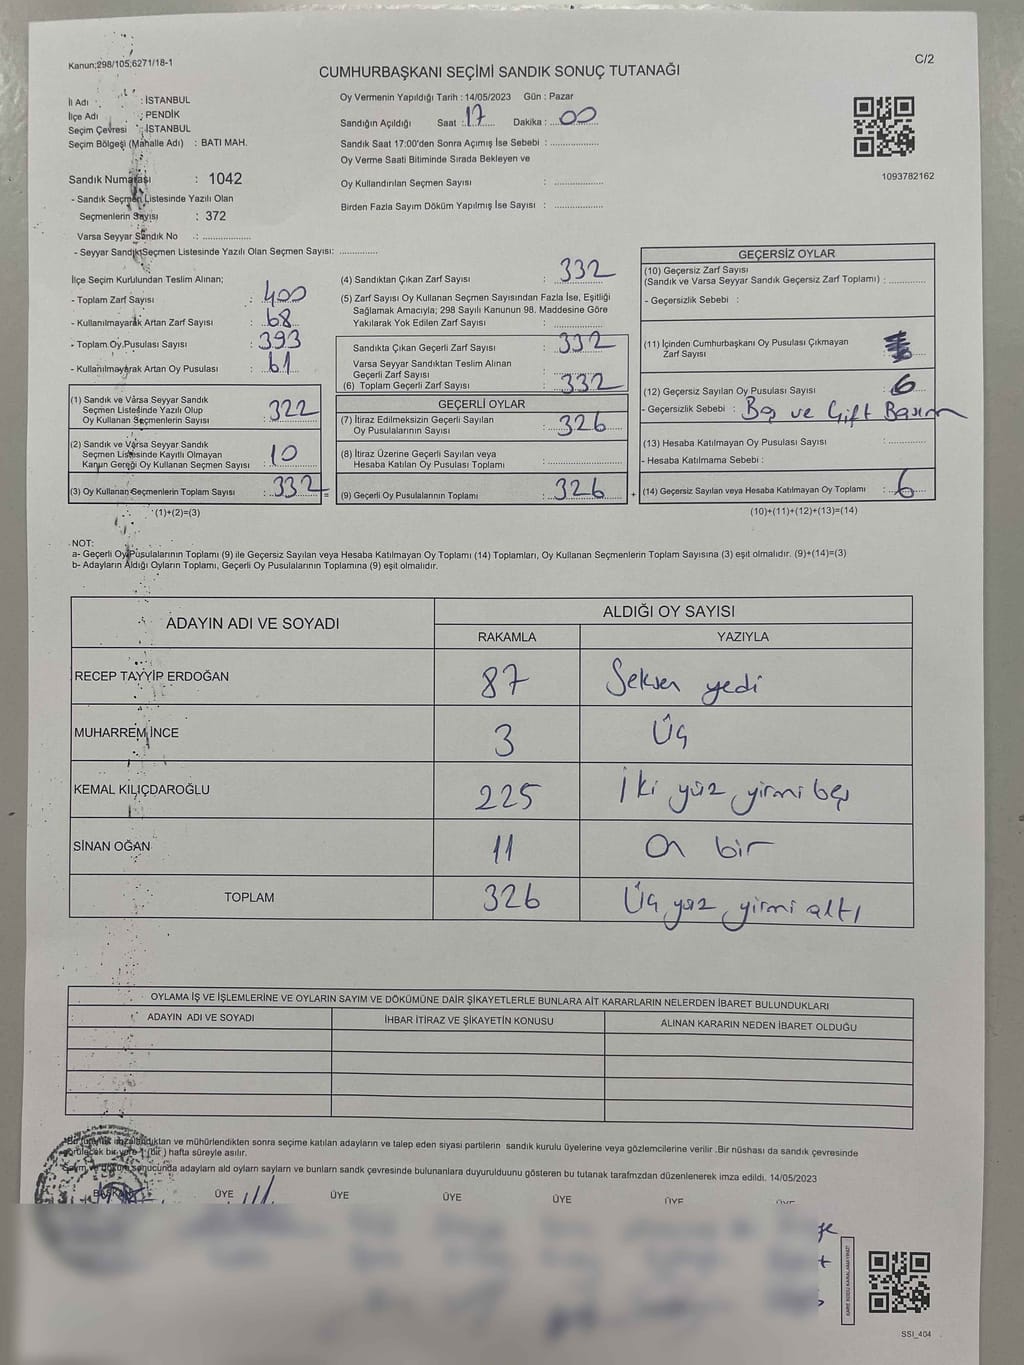 Kanun;298/105;6271/18-1
C/2
CUMHURBAŞKANI SEÇİMİ SANDIK SONUÇ TUTANAĞI
İl Adı : İSTANBUL
İlçe Adı : PENDİK
Seçim Çevresi : İSTANBUL
Seçim Bölgesi (Mahalle Adı) : BATI MAH.
Oy Vermenin Yapıldığı Tarih : 14/05/2023 Gün : Pazar
Sandığın Açıldığı Saat : 17 Dakika : 00
Sandık Saat 17:00'den Sonra Açımış İse Sebebi : ....................
Oy Verme Saati Bitiminde Sırada Bekleyen ve
Oy Kullandırılan Seçmen Sayısı : ....................
Birden Fazla Sayım Döküm Yapılmış İse Sayısı : ....................
1093782162
Sandık Numarası : 1042
- Sandık Seçmen Listesinde Yazılı Olan
Seçmenlerin Sayısı : 372
Varsa Seyyar Sandık No : ....................
- Seyyar Sandık Seçmen Listesinde Yazılı Olan Seçmen Sayısı: ...............
İlçe Seçim Kurulundan Teslim Alınan;
- Toplam Zarf Sayısı : 400
- Kullanılmayarak Artan Zarf Sayısı : 68
- Toplam Oy Pusulası Sayısı : 393
- Kullanılmayarak Artan Oy Pusulası : 61
(1) Sandık ve Varsa Seyyar Sandık
Seçmen Listesinde Yazılı Olup
Oy Kullanan Seçmenlerin Sayısı : 322
(2) Sandık ve Varsa Seyyar Sandık
Seçmen Listesinde Kayıtlı Olmayan
Kanun Gereği Oy Kullanan Seçmen Sayısı : 10
(3) Oy Kullanan Seçmenlerin Toplam Sayısı : 332 =
(1)+(2)=(3)
(4) Sandıktan Çıkan Zarf Sayısı : 332
(5) Zarf Sayısı Oy Kullanan Seçmen Sayısından Fazla İse, Eşitliği
Sağlamak Amacıyla; 298 Sayılı Kanunun 98. Maddesine Göre
Yakılarak Yok Edilen Zarf Sayısı : ....................
Sandıkta Çıkan Geçerli Zarf Sayısı : 332
Varsa Seyyar Sandıktan Teslim Alınan
Geçerli Zarf Sayısı : ....................
(6) Toplam Geçerli Zarf Sayısı : 332
GEÇERLİ OYLAR
(7) İtiraz Edilmeksizin Geçerli Sayılan
Oy Pusulalarının Sayısı : 326
(8) İtiraz Üzerine Geçerli Sayılan veya
Hesaba Katılan Oy Pusulası Toplamı : ....................
(9) Geçerli Oy Pusulalarının Toplamı : 326 +
GEÇERSİZ OYLAR
(10) Geçersiz Zarf Sayısı
(Sandık ve Varsa Seyyar Sandık Geçersiz Zarf Toplamı) : ...............
- Geçersizlik Sebebi :
(11) İçinden Cumhurbaşkanı Oy Pusulası Çıkmayan
Zarf Sayısı :
(12) Geçersiz Sayılan Oy Pusulası Sayısı : 6
- Geçersizlik Sebebi : Boş ve Çift Basım
(13) Hesaba Katılmayan Oy Pusulası Sayısı : ...............
- Hesaba Katılmama Sebebi :
(14) Geçersiz Sayılan veya Hesaba Katılmayan Oy Toplamı : 6
(10)+(11)+(12)+(13)=(14)
NOT:
a- Geçerli Oy Pusulalarının Toplamı (9) ile Geçersiz Sayılan veya Hesaba Katılmayan Oy Toplamı (14) Toplamları, Oy Kullanan Seçmenlerin Toplam Sayısına (3) eşit olmalıdır. (9)+(14)=(3)
b- Adayların Aldığı Oyların Toplamı, Geçerli Oy Pusulalarının Toplamına (9) eşit olmalıdır.
ADAYIN ADI VE SOYADI
ALDIĞI OY SAYISI
RAKAMLA YAZIYLA
RECEP TAYYİP ERDOĞAN 87 Seksen yedi
MUHARREM İNCE 3 Üç
KEMAL KILIÇDAROĞLU 225 İki yüz yirmi beş
SİNAN OĞAN 11 On bir
TOPLAM 326 Üç yüz yirmi altı
OYLAMA İŞ VE İŞLEMLERİNE VE OYLARIN SAYIM VE DÖKÜMÜNE DAİR ŞİKAYETLERLE BUNLARA AİT KARARLARIN NELERDEN İBARET BULUNDUKLARI
ADAYIN ADI VE SOYADI İHBAR İTİRAZ VE ŞİKAYETİN KONUSU ALINAN KARARIN NEDEN İBARET OLDUĞU
Bu tutanak imzalandıktan ve mühürlendikten sonra seçime katılan adayların ve talep eden siyasi partilerin sandık kurulu üyelerine veya gözlemcilerine verilir .Bir nüshası da sandık çevresinde
görülecek bir yere 1 (bir ) hafta süreyle asılır.
Sayım ve döküm sonucunda adayların ald oyların sayların ve bunların sandk çevresinde bulunanlara duyurulduunu gösteren bu tutanak tarafmzdan düzenlenerek imza edildi. 14/05/2023
BAŞKAN ÜYE ÜYE ÜYE ÜYE ÜYE ÜYE
KARE KODU KARALAMAYINIZ!
SSI_404